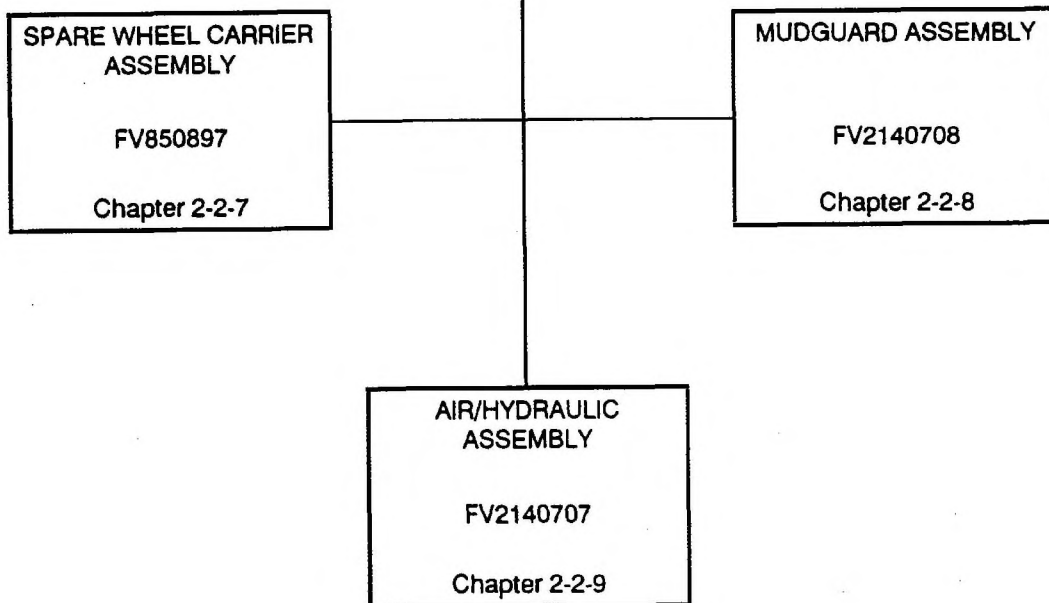 SPARE WHEEL CARRIER
ASSEMBLY
FV850897
Chapter 2-2-7
MUDGUARD ASSEMBLY
FV2140708
Chapter 2-2-8
AIR/HYDRAULIC
ASSEMBLY
FV2140707
Chapter 2-2-9